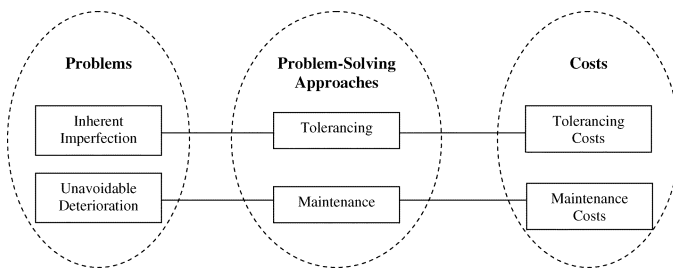 Problems
Inherent
Imperfection
Unavoidable
Deterioration
Problem-Solving
Approaches
Tolerancing
Maintenance
Costs
Tolerancing
Costs
Maintenance
Costs